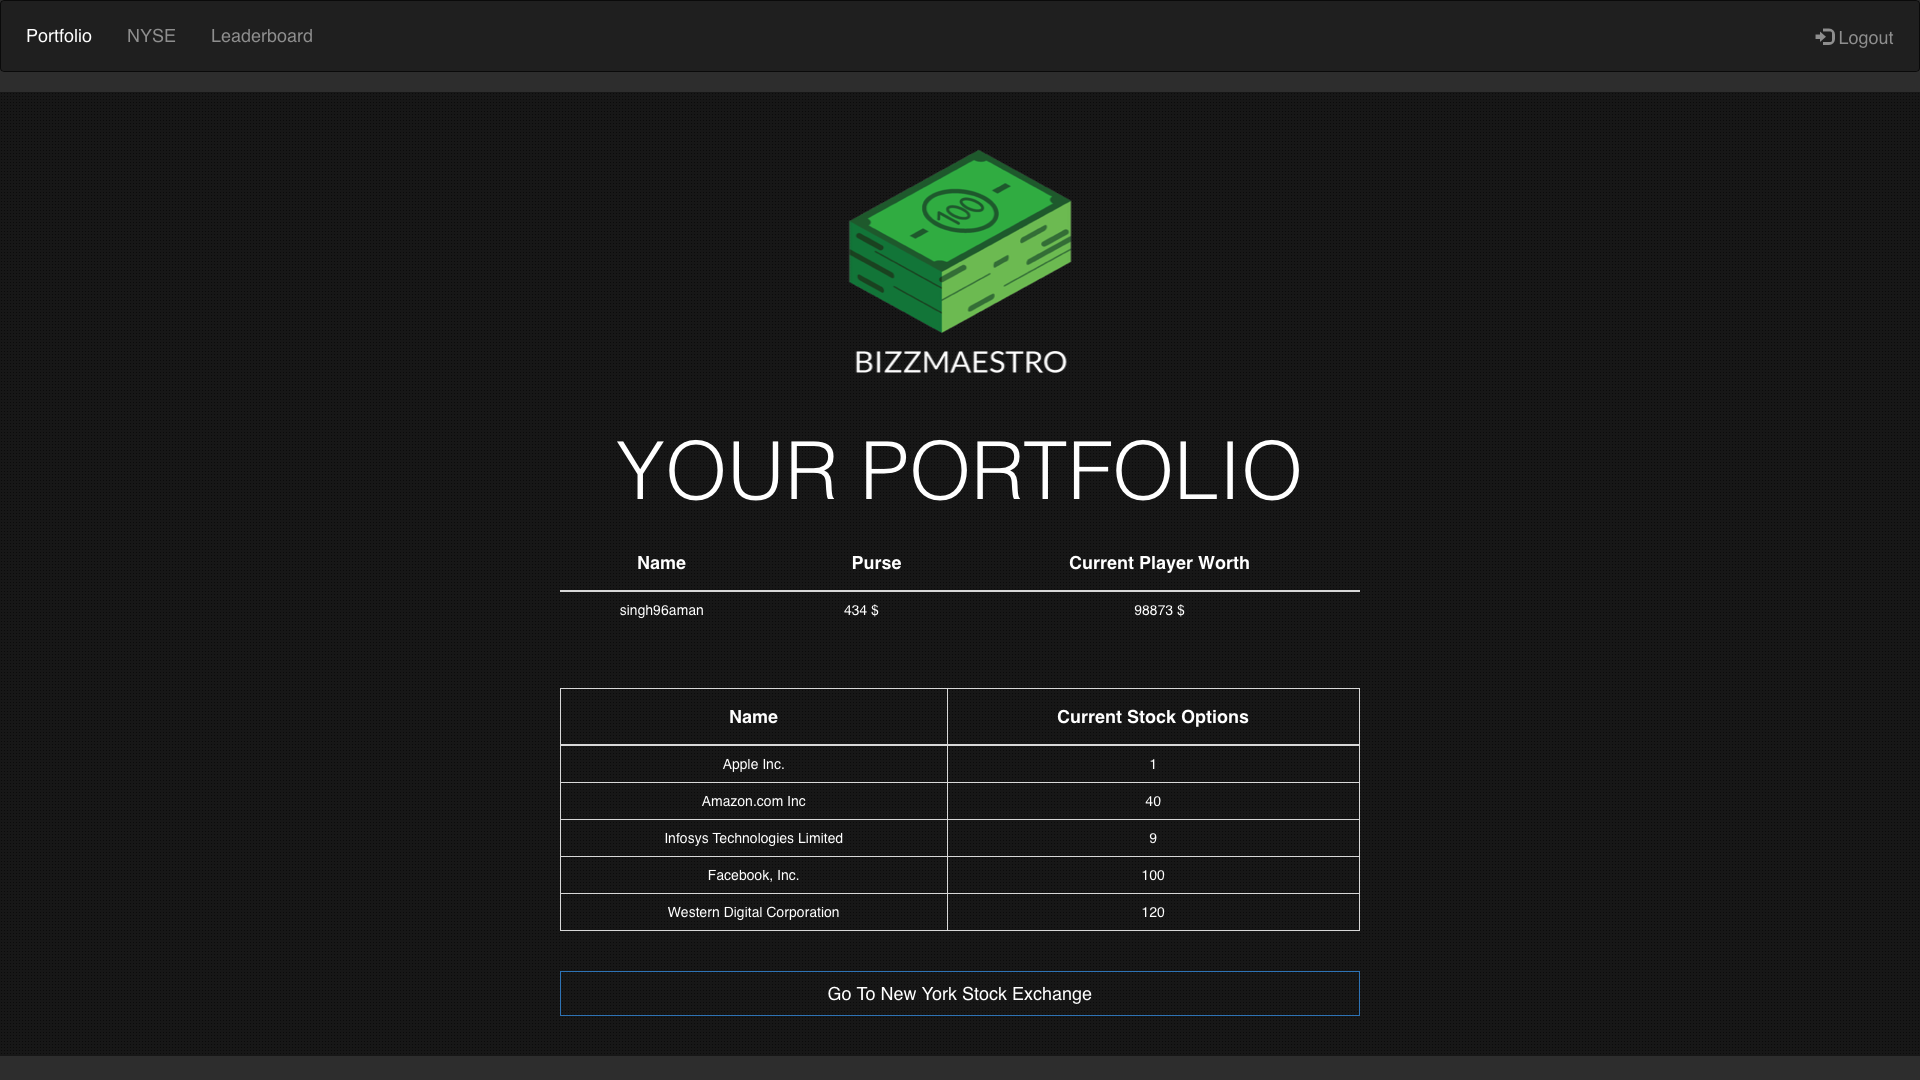 Portfolio NYSE Leaderboard Logout
100
BIZZMAESTRO
YOUR PORTFOLIO
Name Purse Current Player Worth
singh96aman 434 $ 98873 $
Name Current Stock Options
Apple Inc. 1
Amazon.com Inc 40
Infosys Technologies Limited 9
Facebook, Inc. 100
Western Digital Corporation 120
Go To New York Stock Exchange